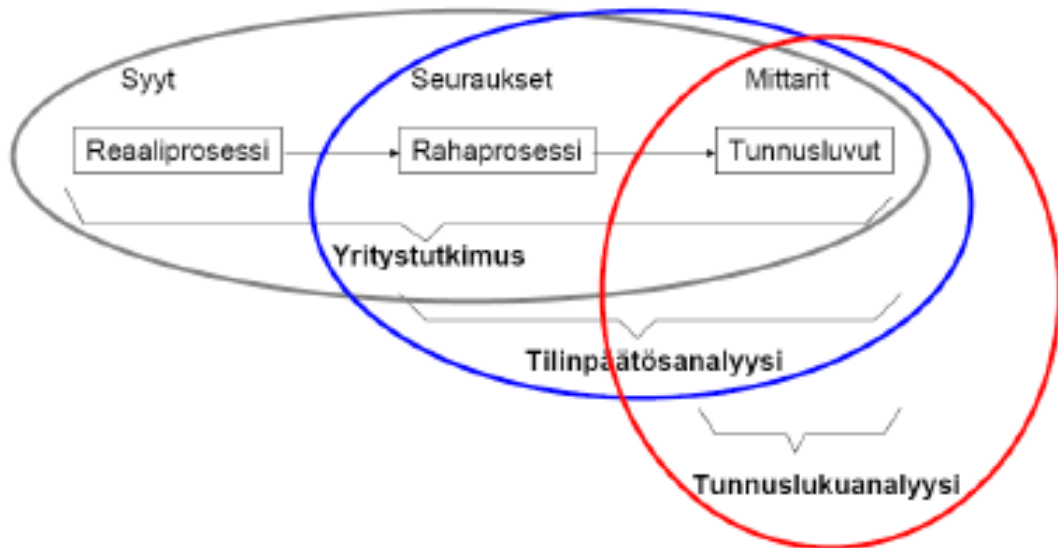 Syyt Seuraukset Mittarit
Reaaliprosessi Rahaprosessi Tunnusluvut
Yritystutkimus
Tilinpäätösanalyysi
Tunnuslukuanalyysi